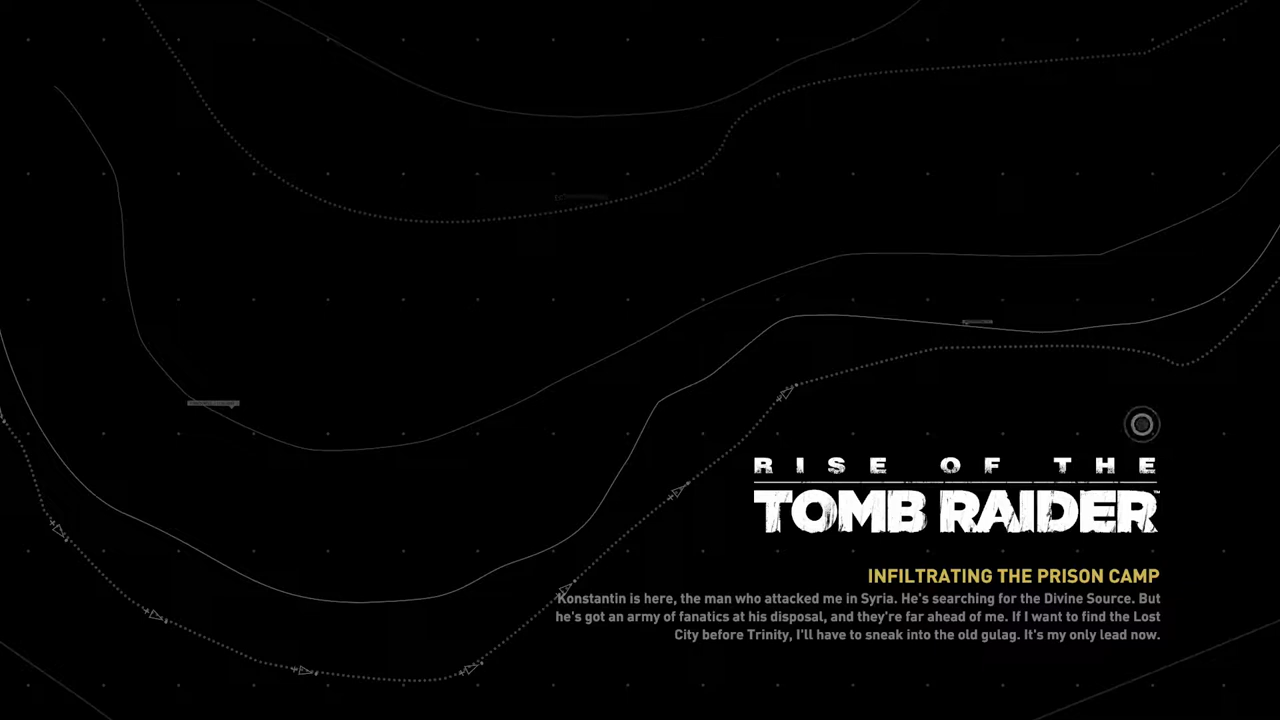 RISE OF THE
TOMB RAIDER™
INFILTRATING THE PRISON CAMP
Konstantin is here, the man who attacked me in Syria. He's searching for the Divine Source. But
he's got an army of fanatics at his disposal, and they're far ahead of me. If I want to find the Lost
City before Trinity, I'll have to sneak into the old gulag. It's my only lead now.